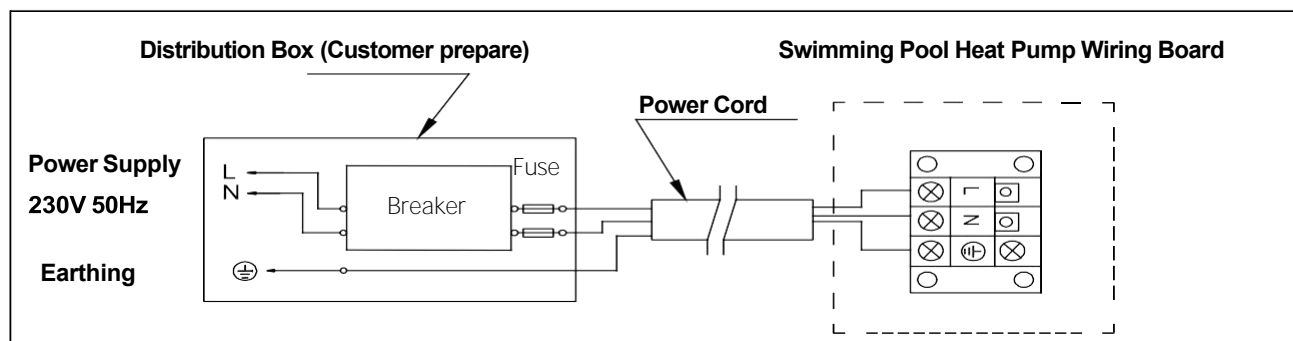 Distribution Box (Customer prepare)
Swimming Pool Heat Pump Wiring Board
Power Cord
Power Supply
230V 50Hz
Earthing
L
N
Breaker
Fuse
L
N